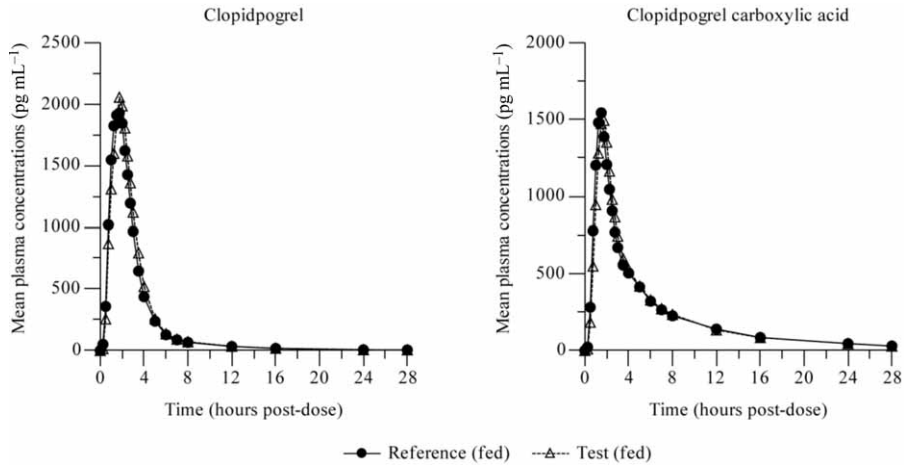 Clopidpogrel
Mean plasma concentrations (pg mL−1)
2500
2000
1500
1000
500
0
0 4 8 12 16 20 24 28
Time (hours post-dose)
Clopidpogrel carboxylic acid
Mean plasma concentrations (pg mL−1)
2000
1500
1000
500
0
0 4 8 12 16 20 24 28
Time (hours post-dose)
Reference (fed) Test (fed)